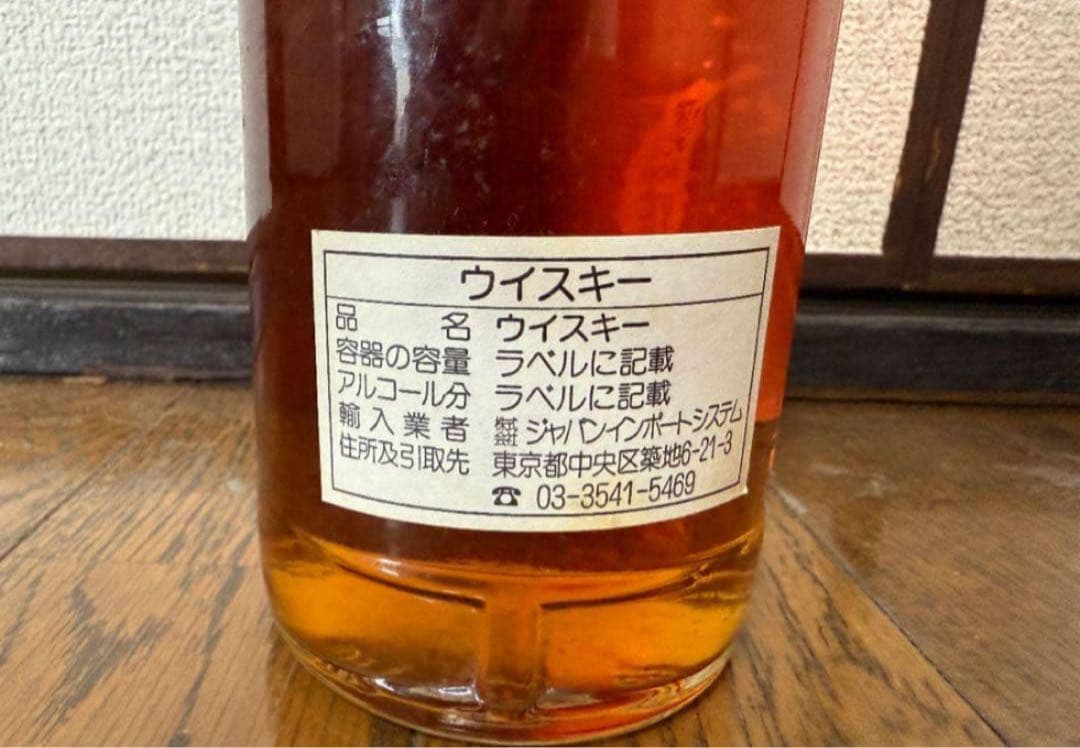 ウイスキー
品名 ウイスキー
容器の容量 ラベルに記載
アルコール分 ラベルに記載
輸入業者 株式会社 ジャパンインポートシステム
住所及引取先 東京都中央区築地6-21-3
☎ 03-3541-5469